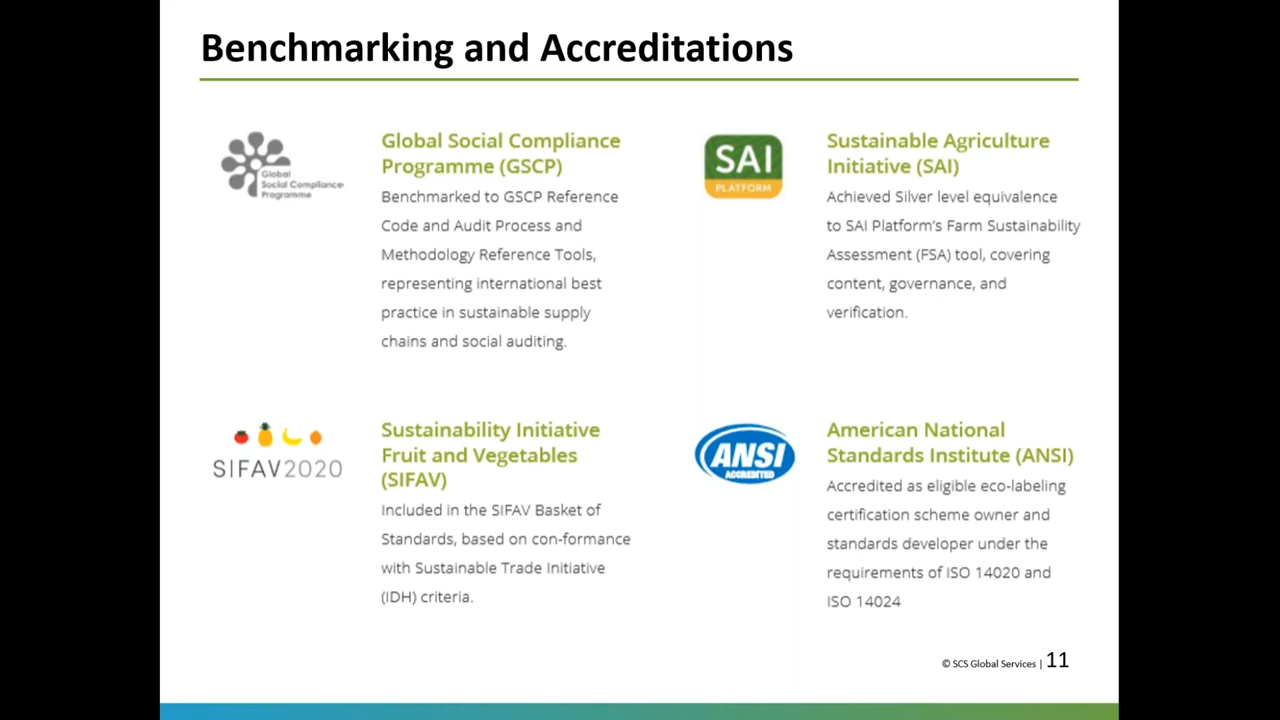 Benchmarking and Accreditations
Global
Social Compliance
Programme
Global Social Compliance
Programme (GSCP)
Benchmarked to GSCP Reference
Code and Audit Process and
Methodology Reference Tools,
representing international best
practice in sustainable supply
chains and social auditing.
SAI
PLATFORM
Sustainable Agriculture
Initiative (SAI)
Achieved Silver level equivalence
to SAI Platform's Farm Sustainability
Assessment (FSA) tool, covering
content, governance, and
verification.
SIFAV2020
Sustainability Initiative
Fruit and Vegetables
(SIFAV)
Included in the SIFAV Basket of
Standards, based on con-formance
with Sustainable Trade Initiative
(IDH) criteria.
ANSI
ACCREDITED
American National
Standards Institute (ANSI)
Accredited as eligible eco-labeling
certification scheme owner and
standards developer under the
requirements of ISO 14020 and
ISO 14024
© SCS Global Services | 11